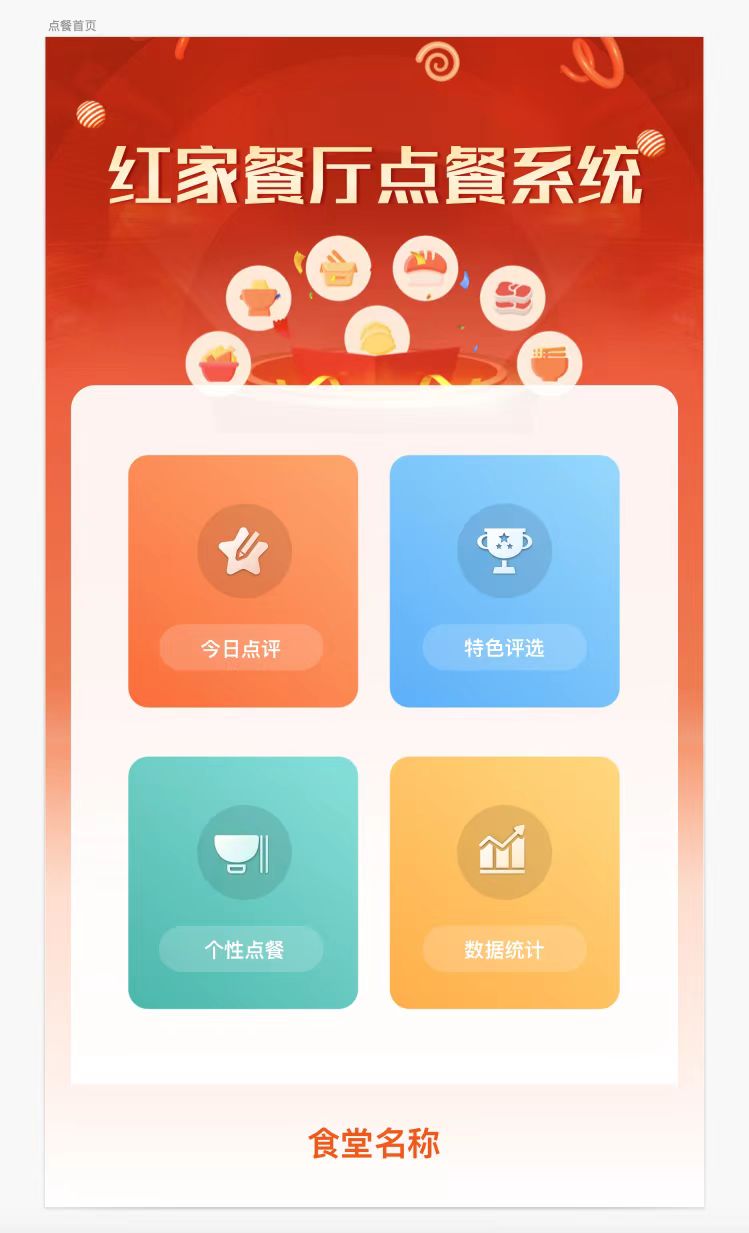 点餐首页
红家餐厅点餐系统
今日点评
特色评选
个性点餐
数据统计
食堂名称